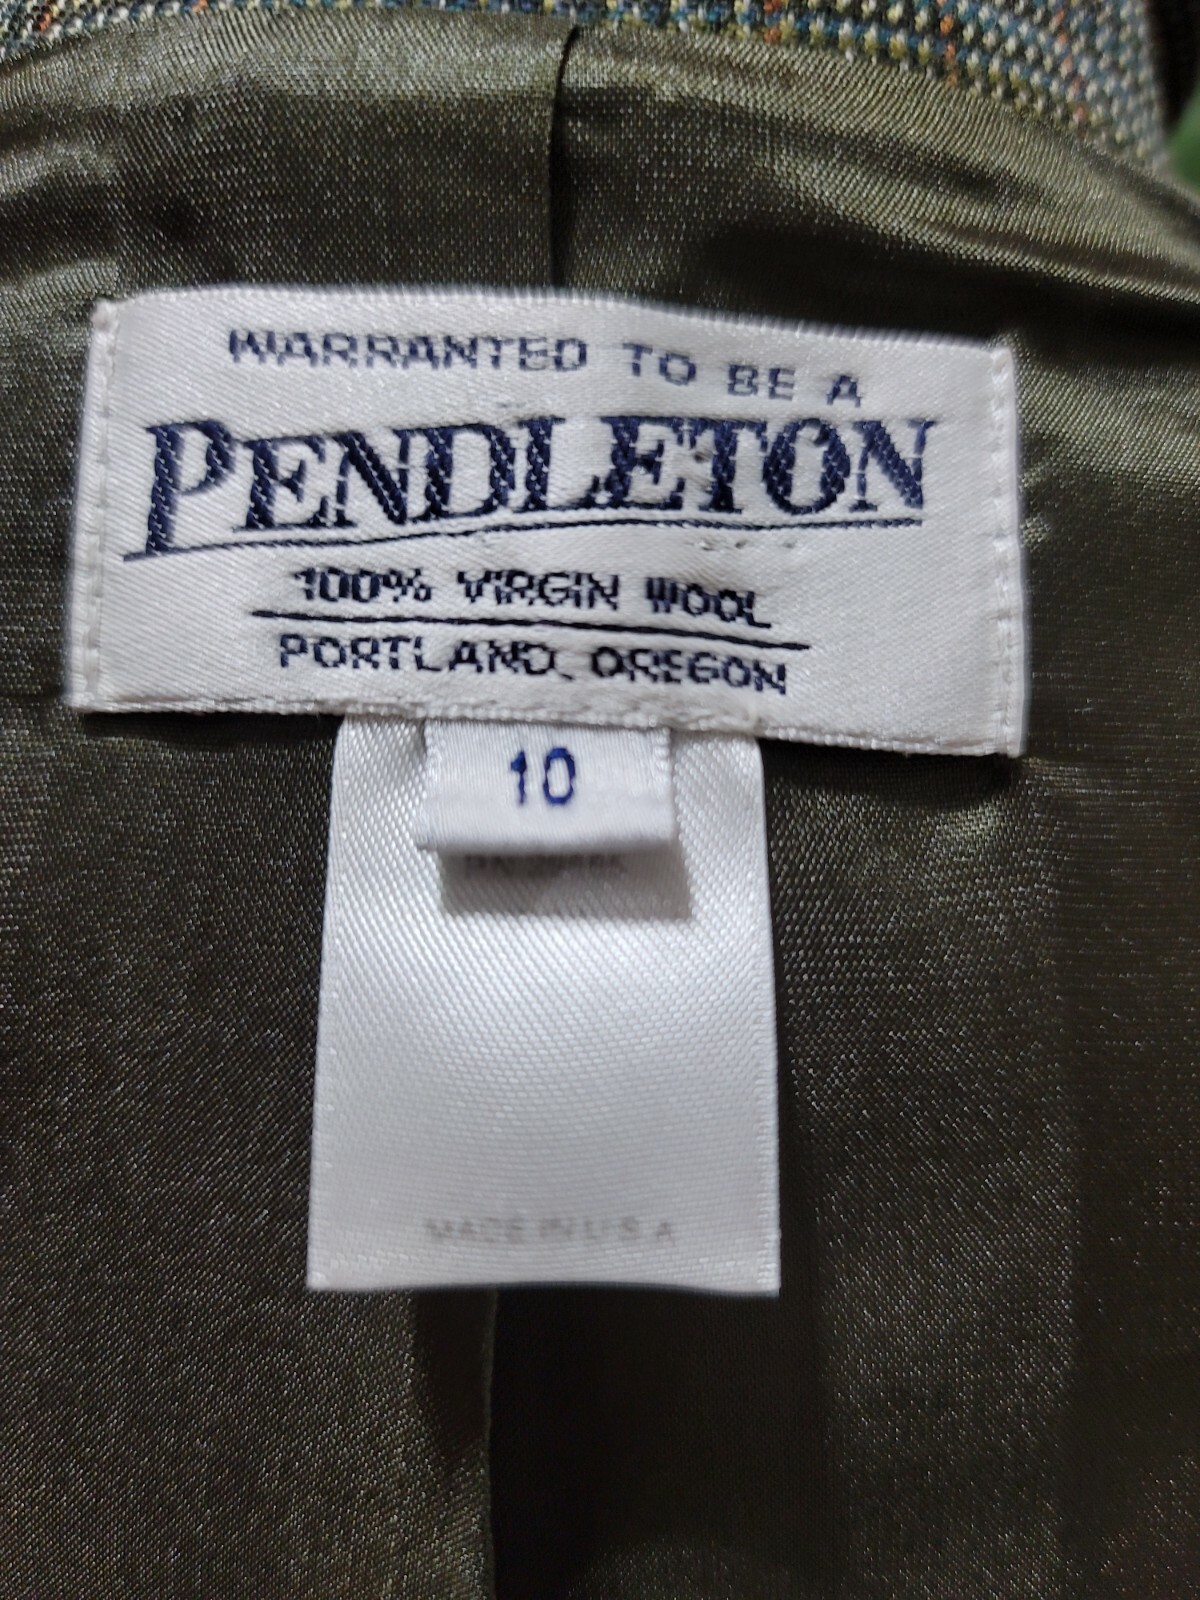 WARRANTED TO BE A
PENDLETON
100% VIRGIN WOOL
PORTLAND, OREGON
10
MADE IN U.S.A